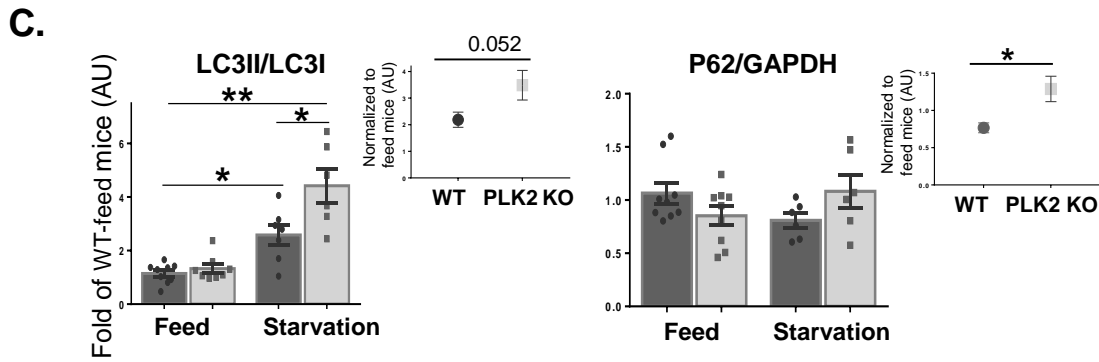 C.
LC3II/LC3I
Fold of WT-feed mice (AU)
6
4
2
0
**
*
*
Feed Starvation
0.052
Normalized to
feed mice (AU)
4
3
2
1
0
WT PLK2 KO
P62/GAPDH
2.0
1.5
1.0
0.5
0.0
Feed Starvation
*
Normalized to
feed mice (AU)
1.5
1.0
0.5
0.0
WT PLK2 KO